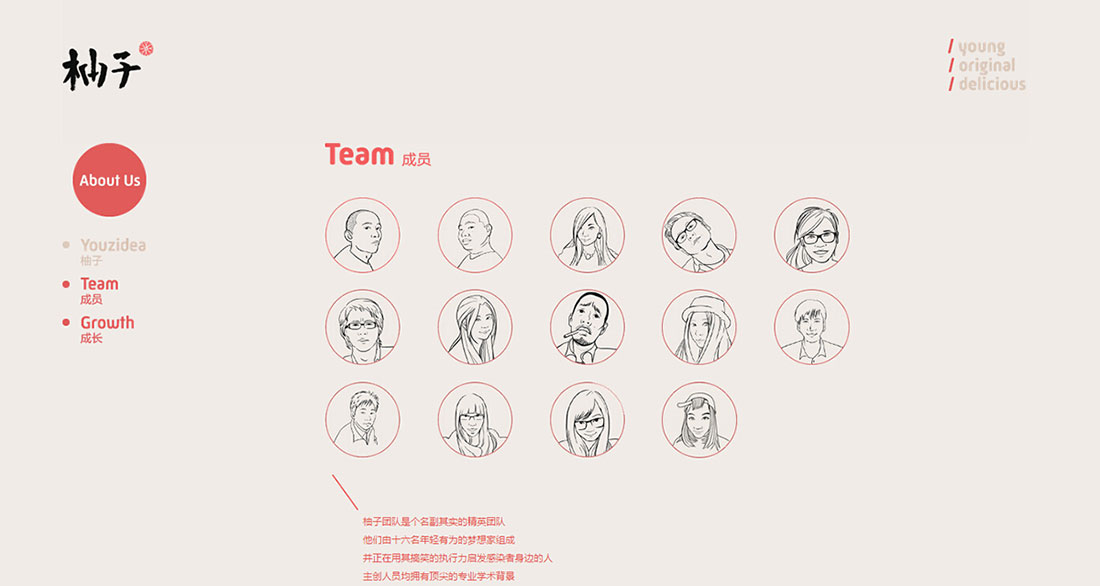 柚子
/ young
/ original
/ delicious
About Us
Youzidea
柚子
Team
成员
Growth
成长
Team 成员
柚子团队是个名副其实的精英团队
他们由十六名年轻有为的梦想家组成
并正在用其搞笑的执行力启发感染者身边的人
主创人员均拥有顶尖的专业学术背景